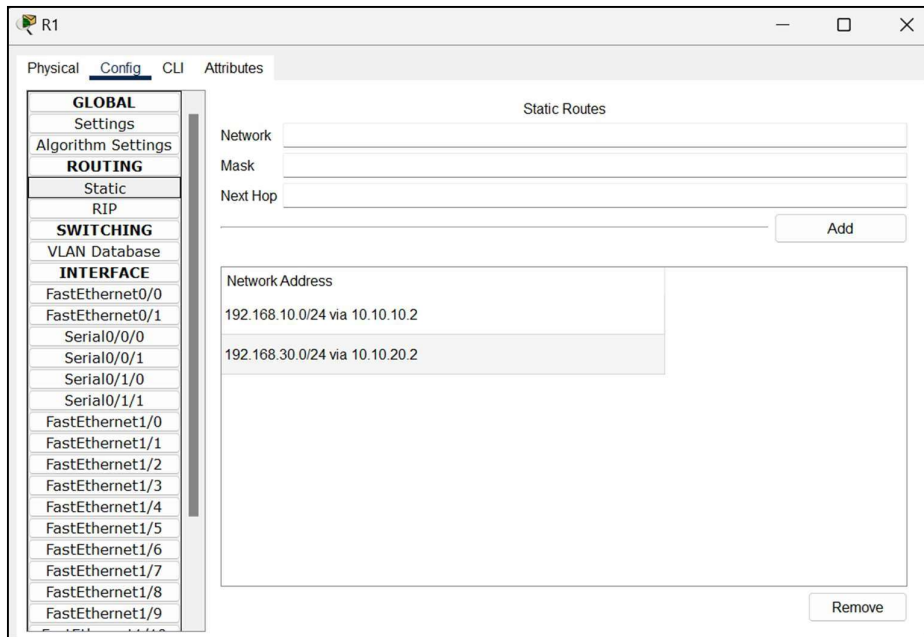 R1
Physical Config CLI Attributes
GLOBAL
Settings
Algorithm Settings
ROUTING
Static
RIP
SWITCHING
VLAN Database
INTERFACE
FastEthernet0/0
FastEthernet0/1
Serial0/0/0
Serial0/0/1
Serial0/1/0
Serial0/1/1
FastEthernet1/0
FastEthernet1/1
FastEthernet1/2
FastEthernet1/3
FastEthernet1/4
FastEthernet1/5
FastEthernet1/6
FastEthernet1/7
FastEthernet1/8
FastEthernet1/9
Static Routes
Network
Mask
Next Hop
Add
Network Address
192.168.10.0/24 via 10.10.10.2
192.168.30.0/24 via 10.10.20.2
Remove